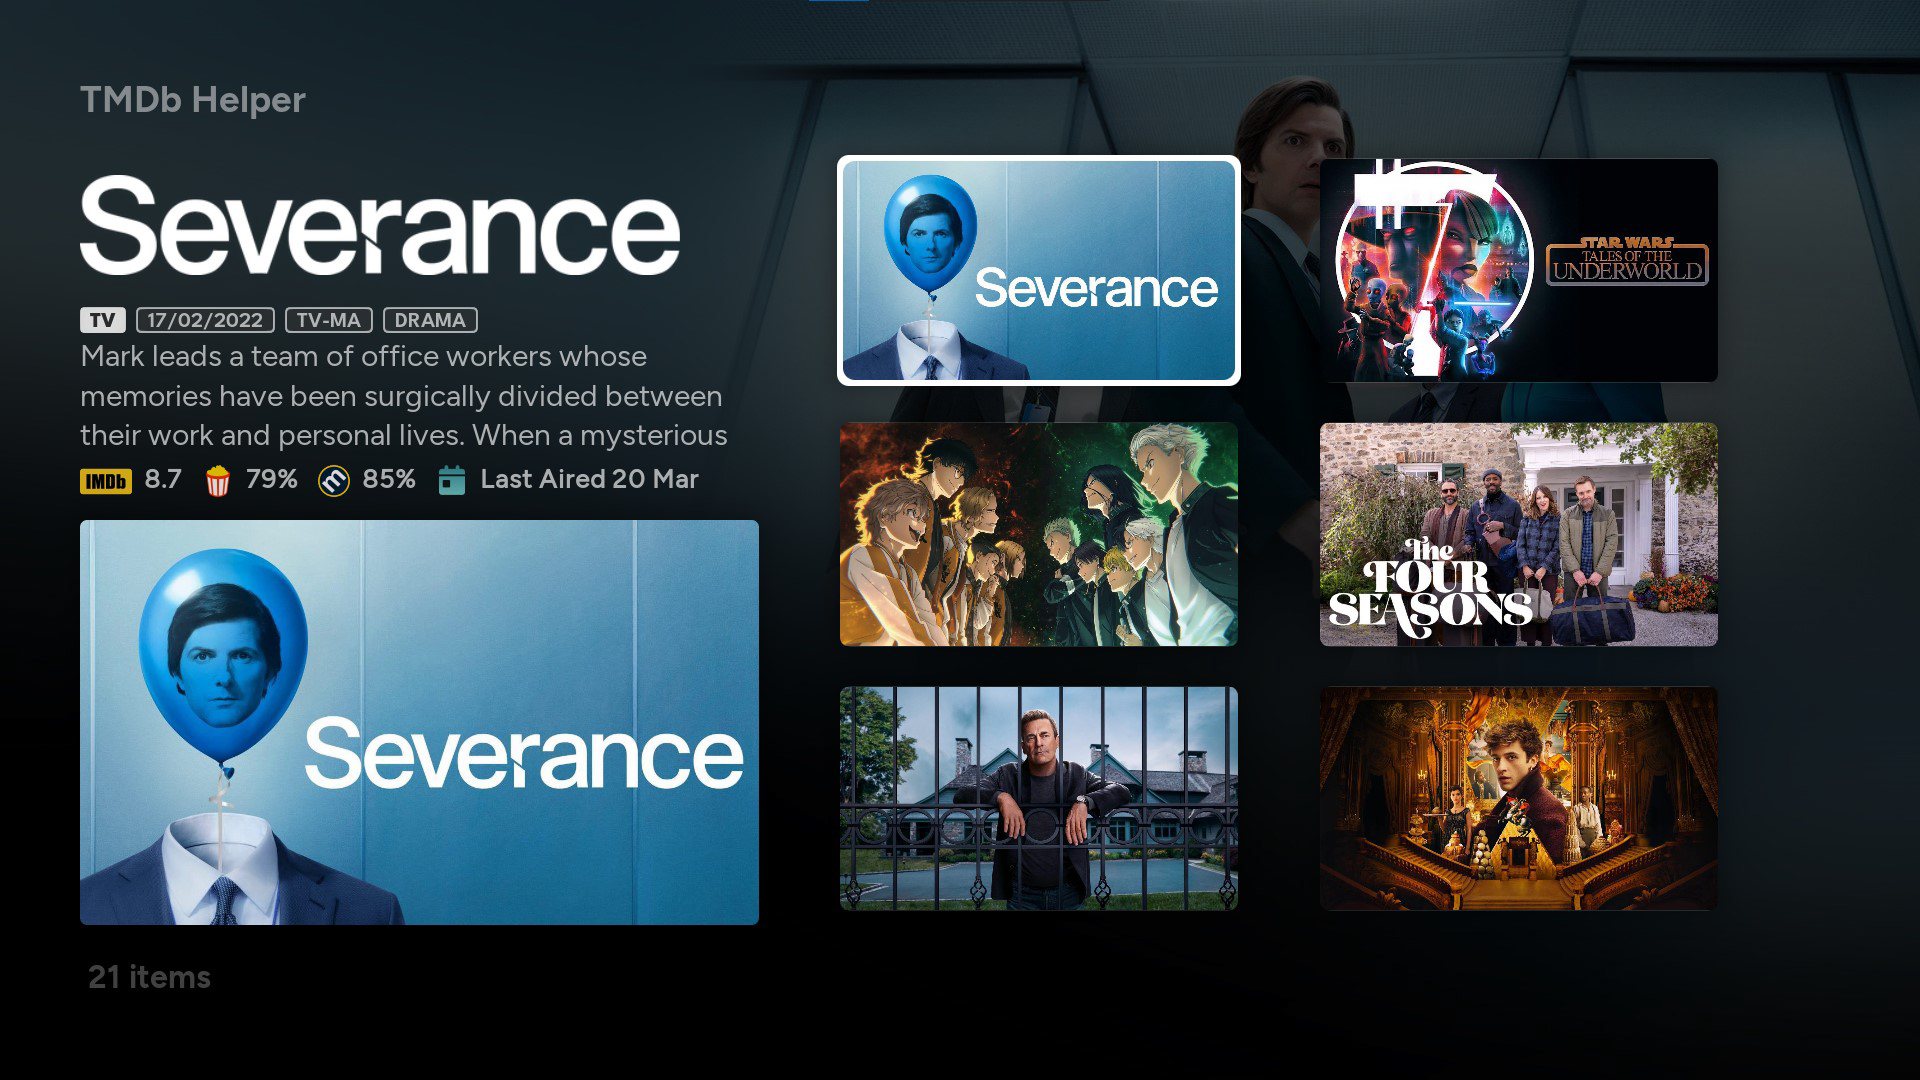 TMDb Helper
Severance
TV 17/02/2022 TV-MA DRAMA
Mark leads a team of office workers whose
memories have been surgically divided between
their work and personal lives. When a mysterious
IMDb 8.7 79% m 85% Last Aired 20 Mar
Severance
21 items
Severance
STAR WARS
TALES OF THE
UNDERWORLD
The
FOUR
SEASONS